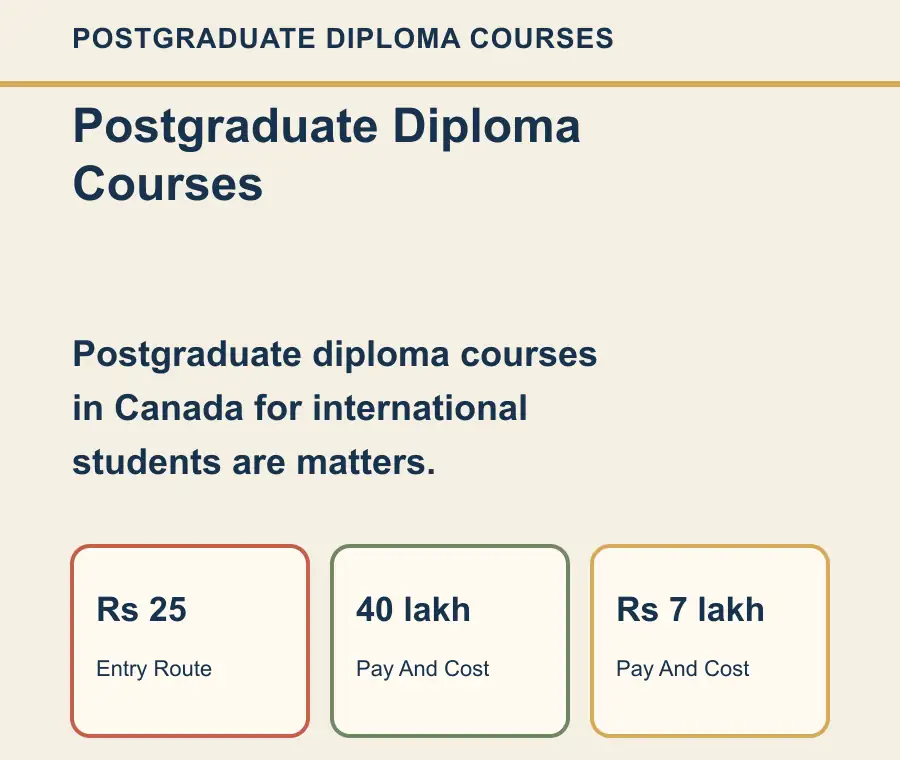 POSTGRADUATE DIPLOMA COURSES
Postgraduate Diploma
Courses
Postgraduate diploma courses
in Canada for international
students are matters.
Rs 25
Entry Route
40 lakh
Pay And Cost
Rs 7 lakh
Pay And Cost